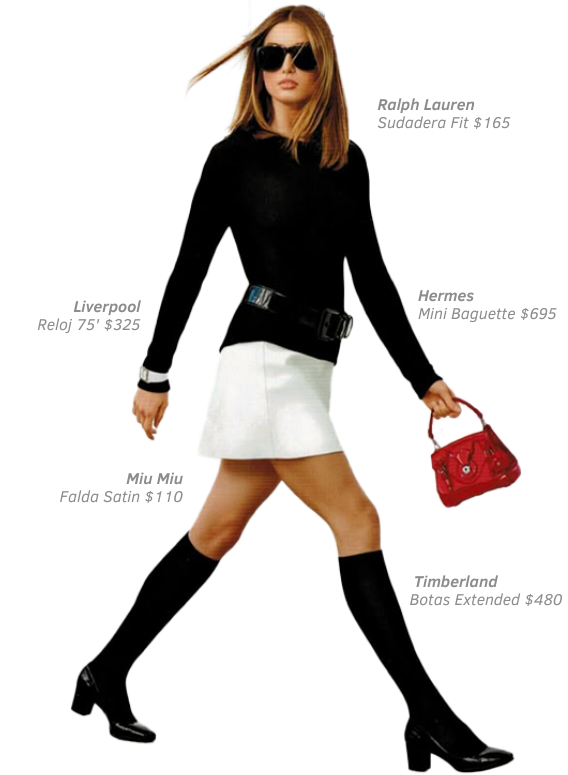 Ralph Lauren
Sudadera Fit $165
Liverpool
Reloj 75' $325
Hermes
Mini Baguette $695
Miu Miu
Falda Satin $110
Timberland
Botas Extended $480